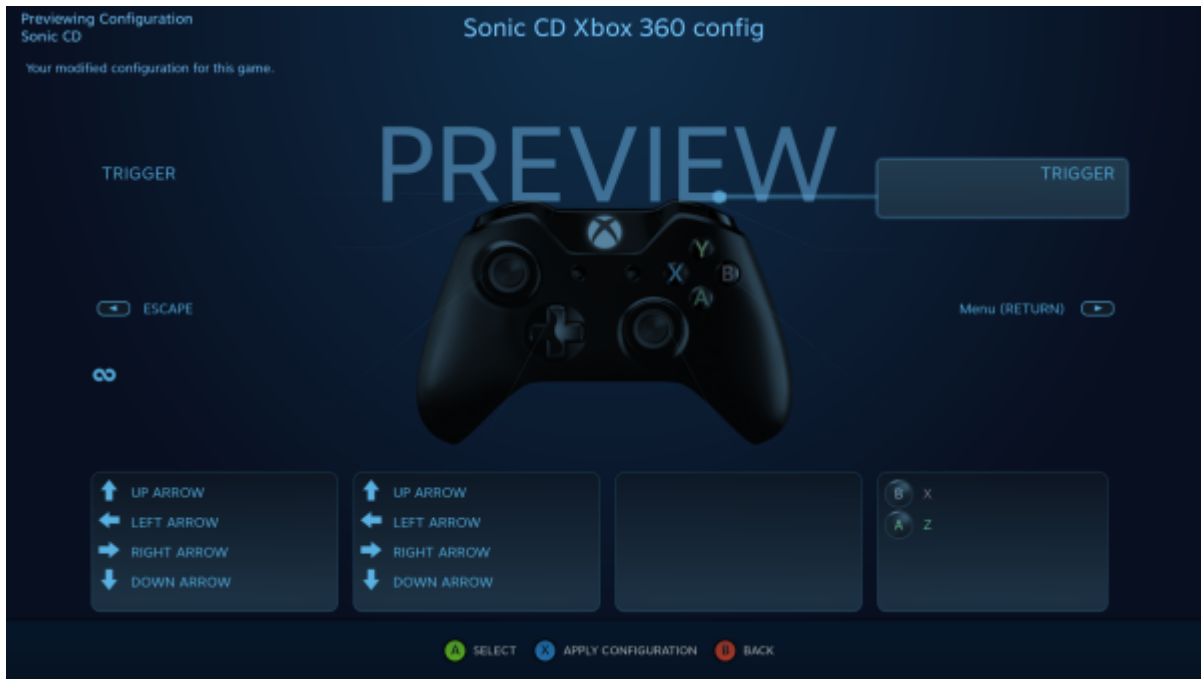 Previewing Configuration
Sonic CD
Sonic CD Xbox 360 config
Your modified configuration for this game.
PREVIEW
TRIGGER
TRIGGER
Y
X
B
A
ESCAPE
Menu (RETURN)
UP ARROW
LEFT ARROW
RIGHT ARROW
DOWN ARROW
UP ARROW
LEFT ARROW
RIGHT ARROW
DOWN ARROW
B X
A Z
A SELECT X APPLY CONFIGURATION B BACK